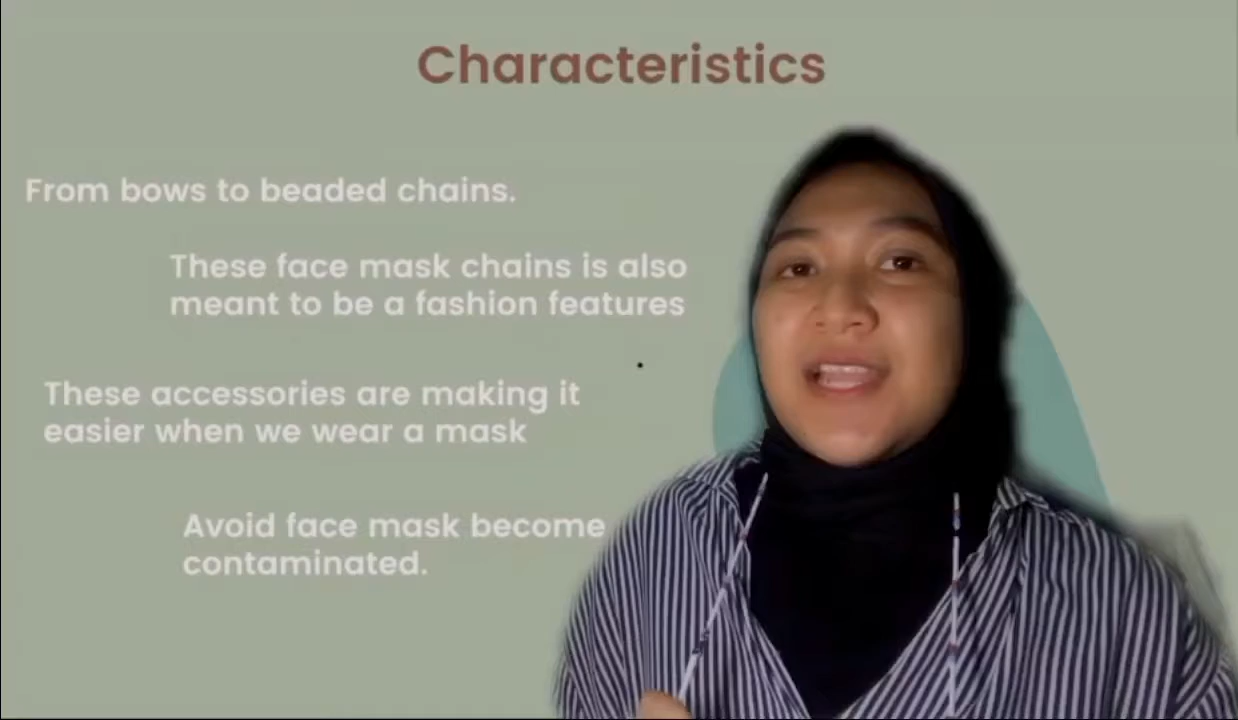 Characteristics
From bows to beaded chains.
These face mask chains is also
meant to be a fashion features
These accessories are making it
easier when we wear a mask
Avoid face mask become
contaminated.